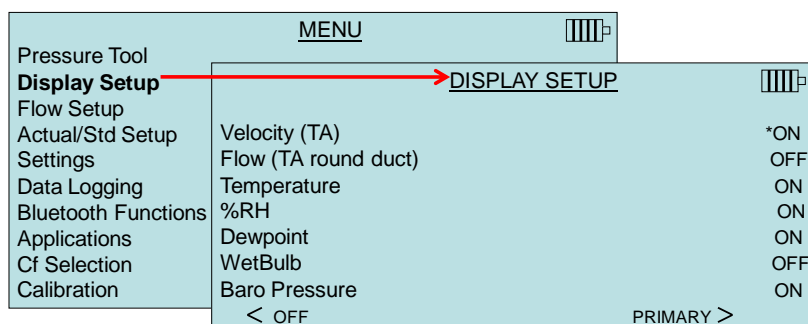 MENU
Pressure Tool
Display Setup
Flow Setup
Actual/Std Setup
Settings
Data Logging
Bluetooth Functions
Applications
Cf Selection
Calibration
DISPLAY SETUP
Velocity (TA) *ON
Flow (TA round duct) OFF
Temperature ON
%RH ON
Dewpoint ON
WetBulb OFF
Baro Pressure ON
< OFF PRIMARY >